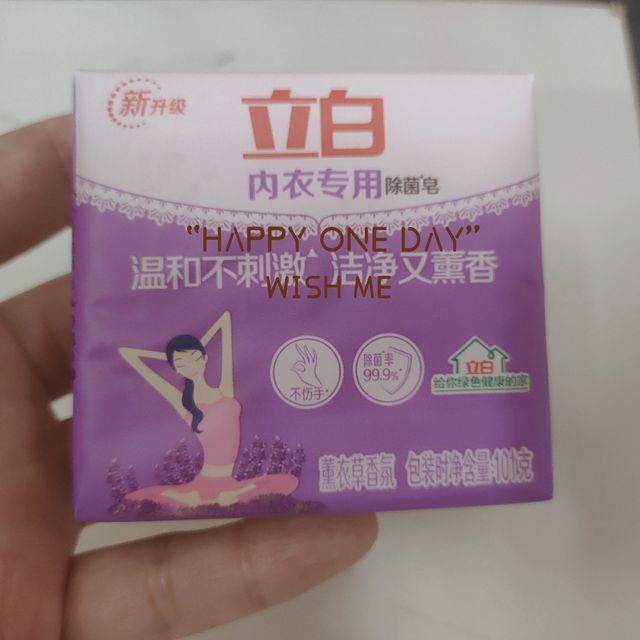 新升级
立白
内衣专用除菌皂
“HAPPY ONE DAY”
温和不刺激 洁净又薰香
WISH ME
不伤手
除菌率
99.9%
立白
给你绿色健康的家
薰衣草香氛 包装时净含量:101克